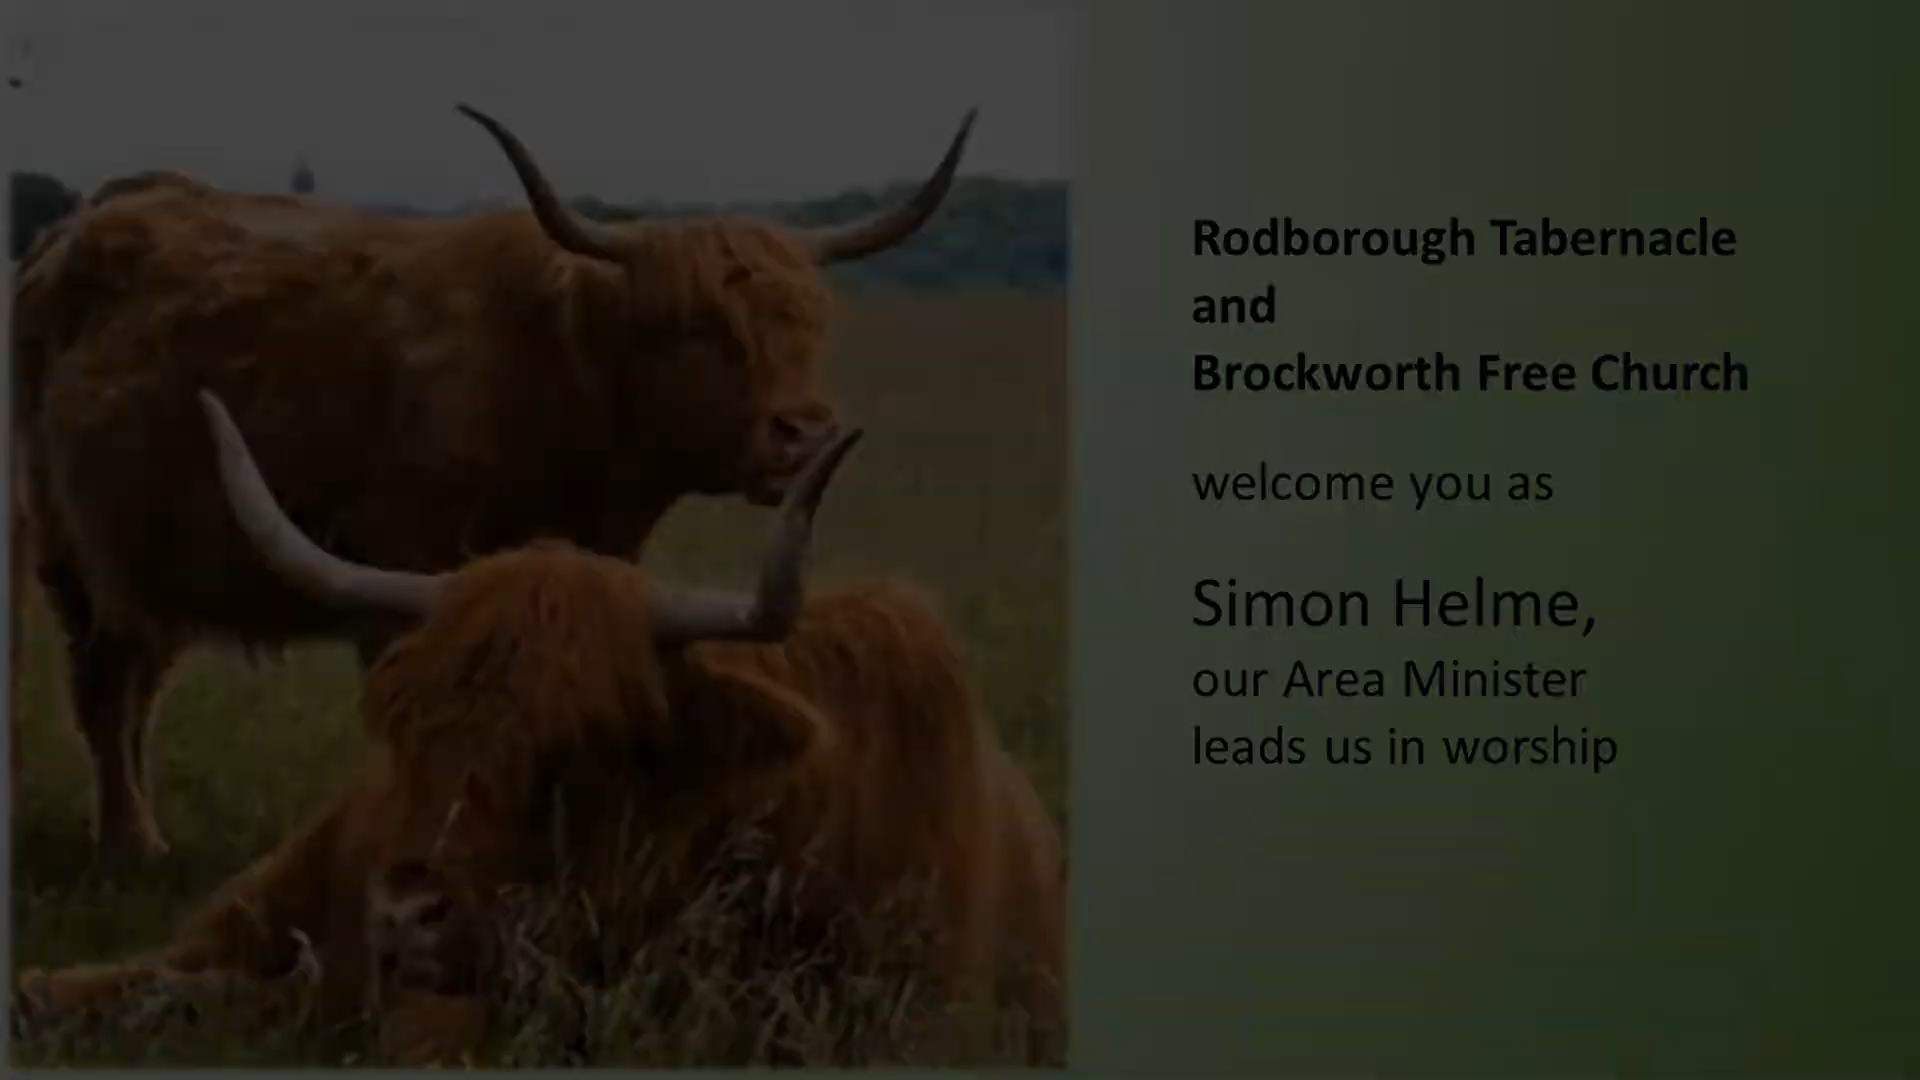 Rodborough Tabernacle
and
Brockworth Free Church
welcome you as
Simon Helme,
our Area Minister
leads us in worship